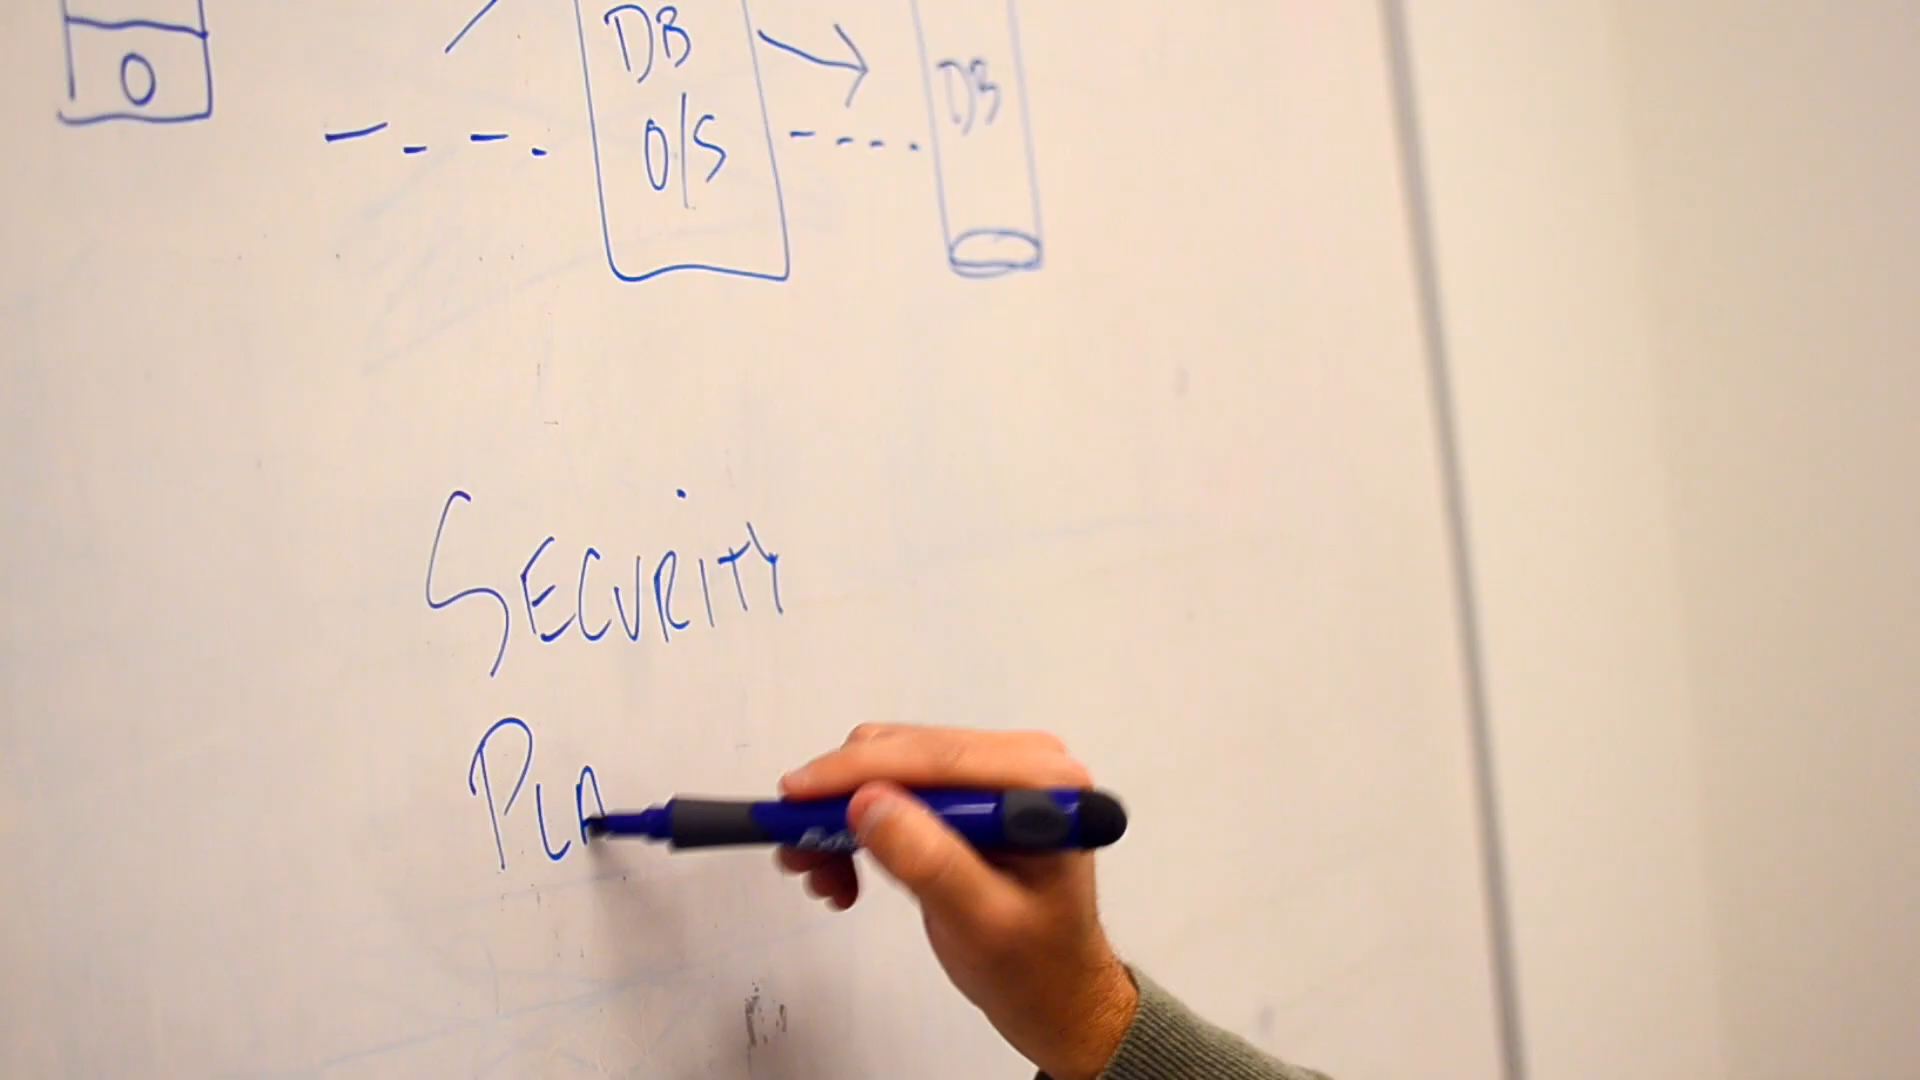 DB
O/S
DB
O
SECURITY
PLA